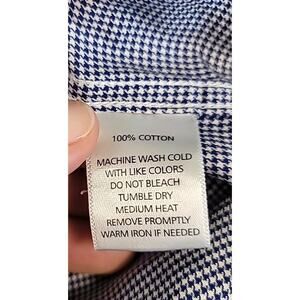 100% COTTON
MACHINE WASH COLD
WITH LIKE COLORS
DO NOT BLEACH
TUMBLE DRY
MEDIUM HEAT
REMOVE PROMPTLY
WARM IRON IF NEEDED